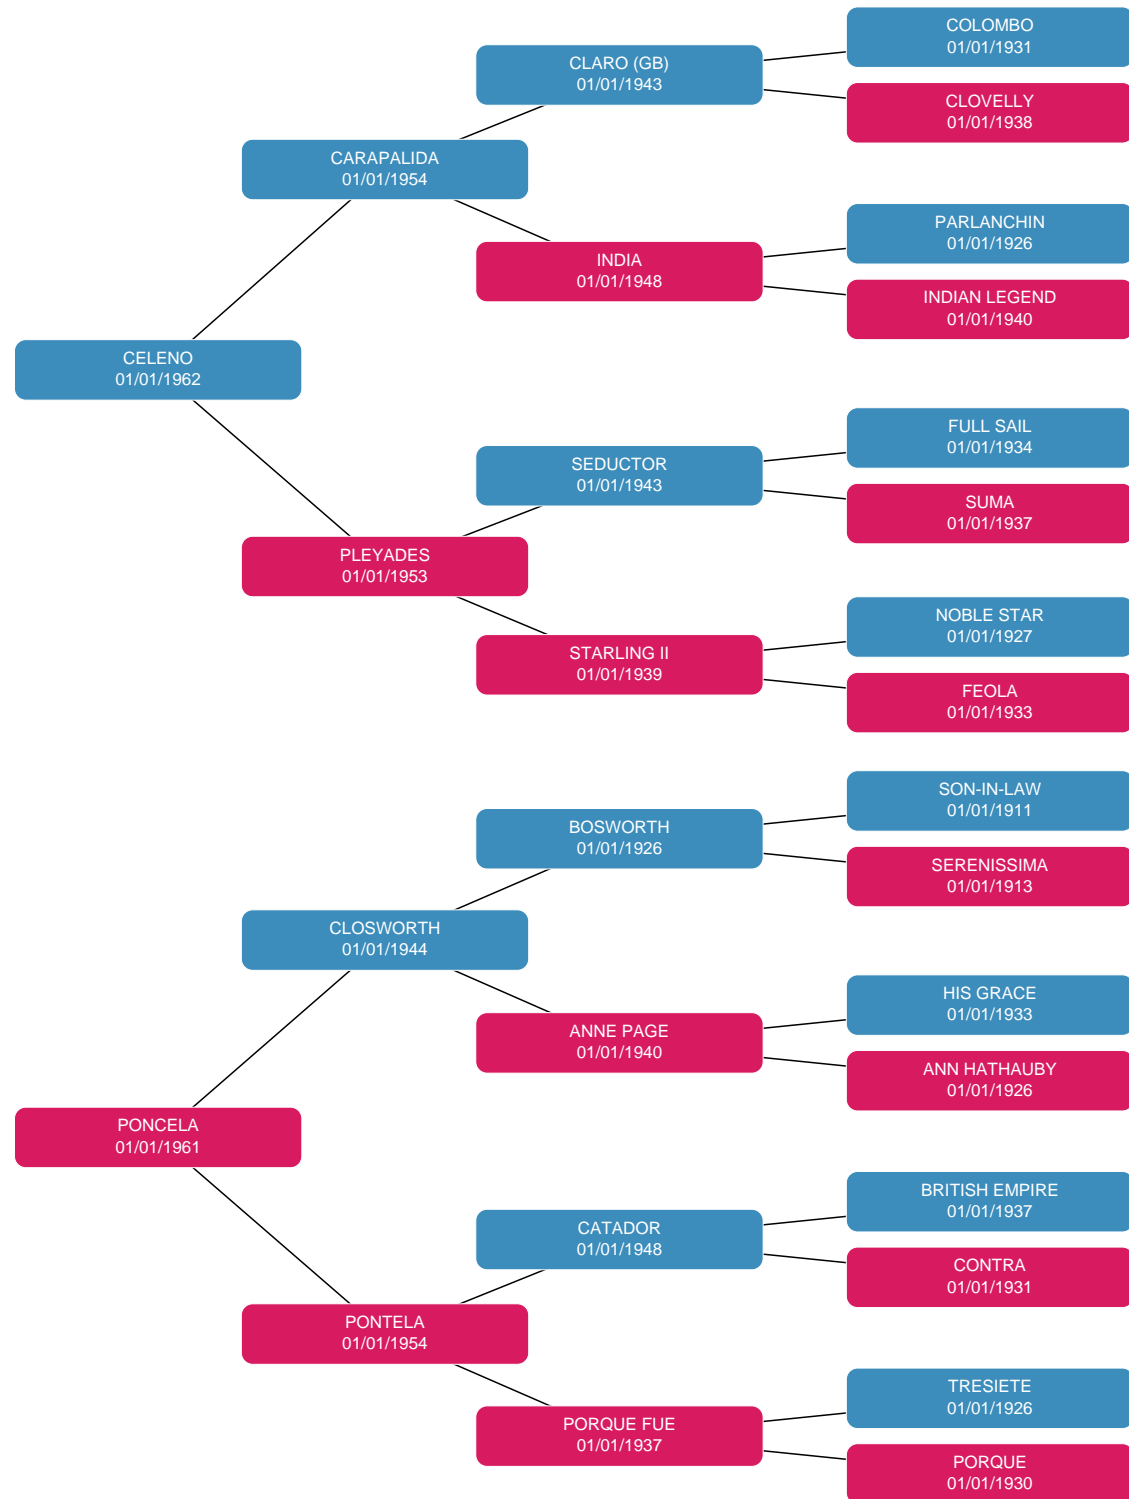 COLOMBO
01/01/1931
CLARO (GB)
01/01/1943
CLOVELLY
01/01/1938
CARAPALIDA
01/01/1954
PARLANCHIN
01/01/1926
INDIA
01/01/1948
INDIAN LEGEND
01/01/1940
CELENO
01/01/1962
FULL SAIL
01/01/1934
SEDUCTOR
01/01/1943
SUMA
01/01/1937
PLEYADES
01/01/1953
NOBLE STAR
01/01/1927
STARLING II
01/01/1939
FEOLA
01/01/1933
SON-IN-LAW
01/01/1911
BOSWORTH
01/01/1926
SERENISSIMA
01/01/1913
CLOSWORTH
01/01/1944
HIS GRACE
01/01/1933
ANNE PAGE
01/01/1940
ANN HATHAUBY
01/01/1926
PONCELA
01/01/1961
BRITISH EMPIRE
01/01/1937
CATADOR
01/01/1948
CONTRA
01/01/1931
PONTELA
01/01/1954
TRESIETE
01/01/1926
PORQUE FUE
01/01/1937
PORQUE
01/01/1930